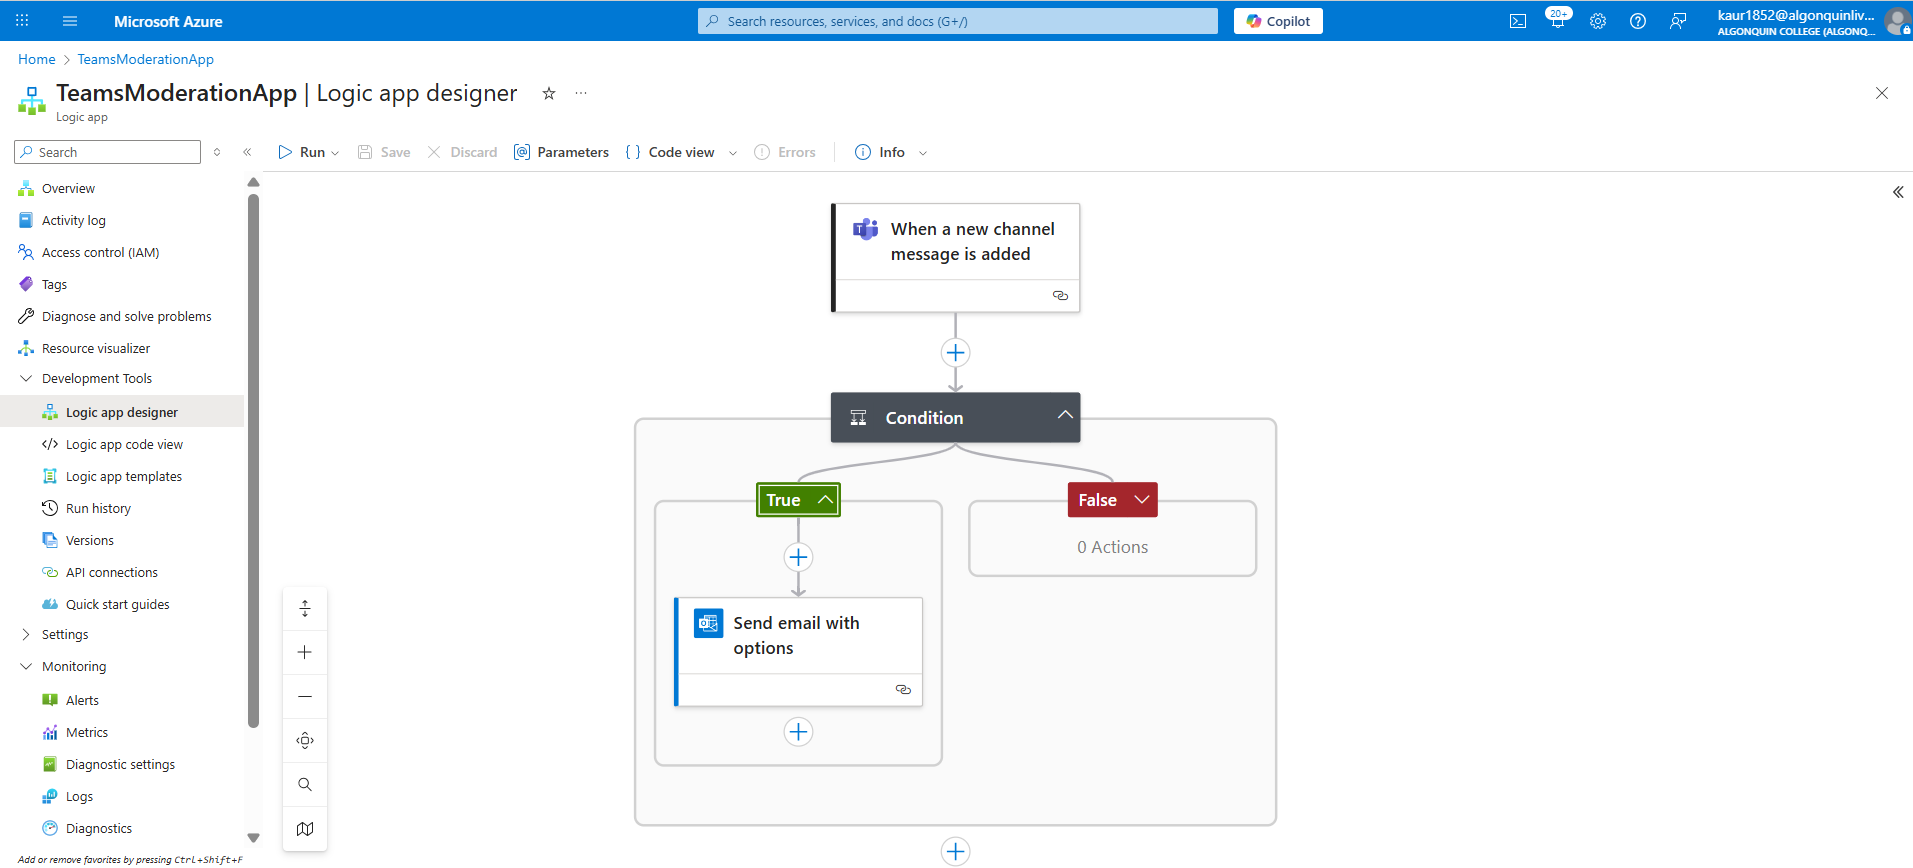 Microsoft Azure
Search resources, services, and docs (G+/)
Copilot
20+
kaur1852@algonquinliv...
ALGONQUIN COLLEGE (ALGONQ...
Home > TeamsModerationApp
TeamsModerationApp | Logic app designer
Logic app
Search
Run
Save
Discard
Parameters
Code view
Errors
Info
Overview
Activity log
Access control (IAM)
Tags
Diagnose and solve problems
Resource visualizer
Development Tools
Logic app designer
Logic app code view
Logic app templates
Run history
Versions
API connections
Quick start guides
Settings
Monitoring
Alerts
Metrics
Diagnostic settings
Logs
Diagnostics
Add or remove favorites by pressing Ctrl+Shift+F
When a new channel
message is added
Condition
True
False
0 Actions
Send email with
options